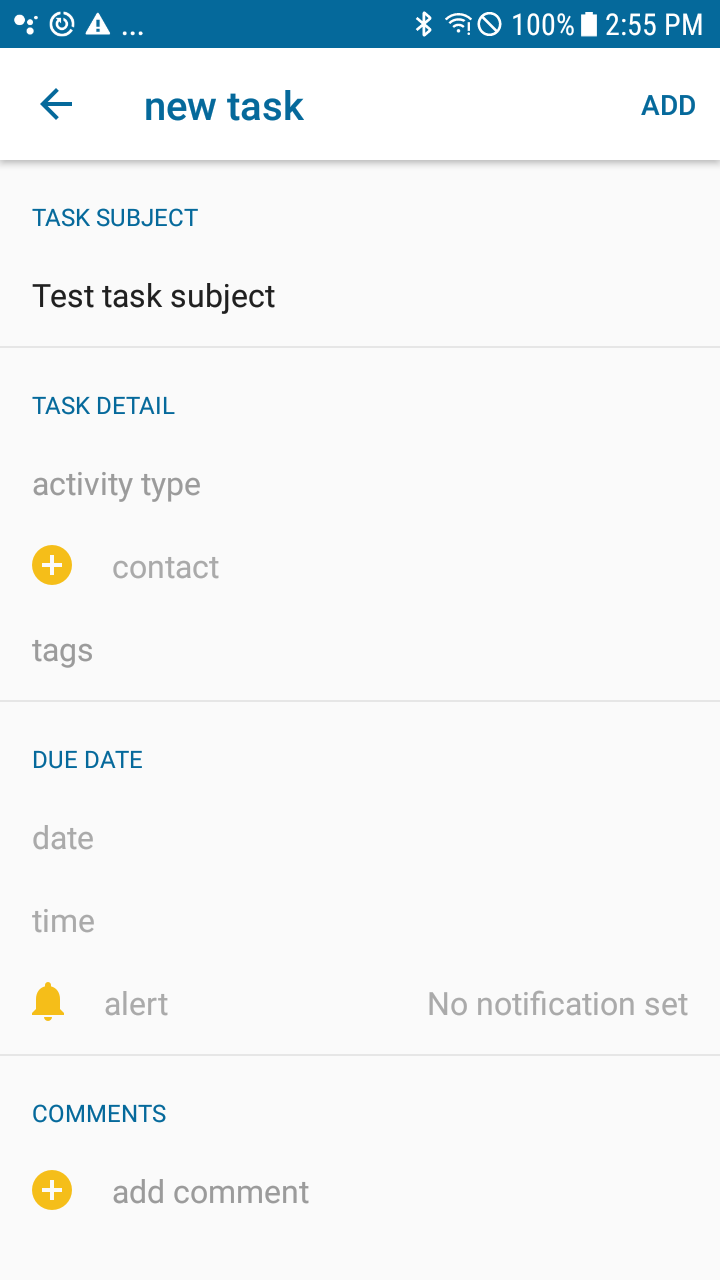 ... 100% 2:55 PM
new task ADD
TASK SUBJECT
Test task subject
TASK DETAIL
activity type
contact
tags
DUE DATE
date
time
alert No notification set
COMMENTS
add comment